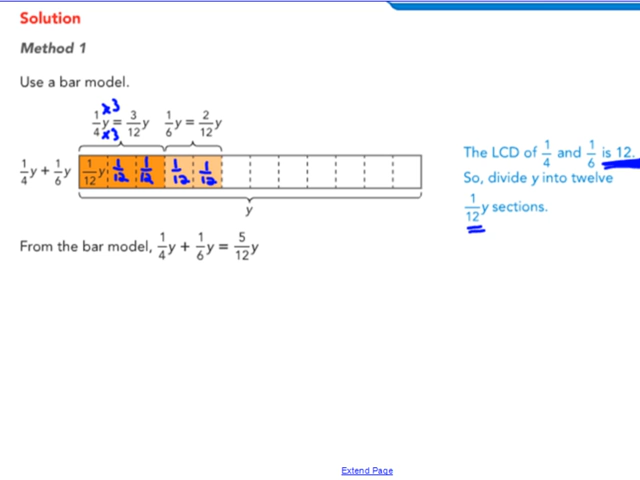 Solution
Method 1
Use a bar model.
×3 ×3
1/4 y = 3/12 y 1/6 y = 2/12 y
1/4 y + 1/6 y 1/12 y 1/12 1/12 1/12 1/12
y
The LCD of 1/4 and 1/6 is 12.
So, divide y into twelve
1/12 y sections.
From the bar model, 1/4 y + 1/6 y = 5/12 y
Extend Page